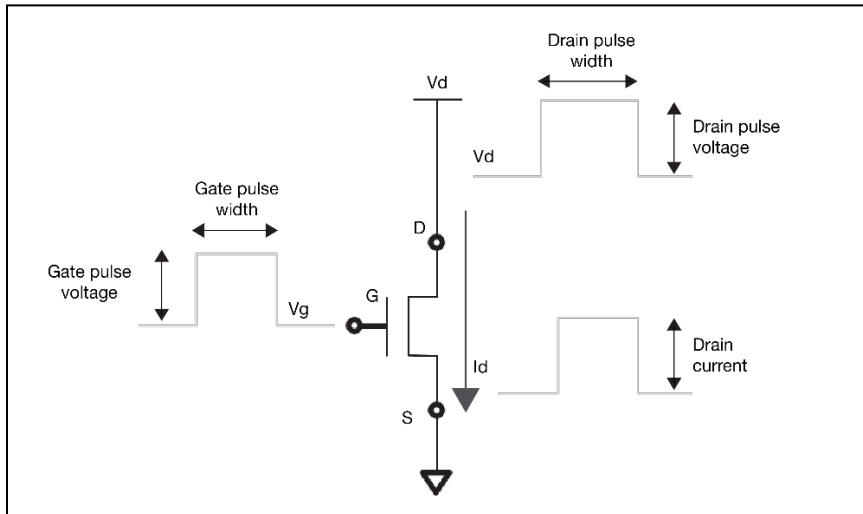 Drain pulse
width
Vd
Drain pulse
voltage
Vd
Gate pulse
width
D
Gate pulse
voltage
G
Vg
Id
Drain
current
S